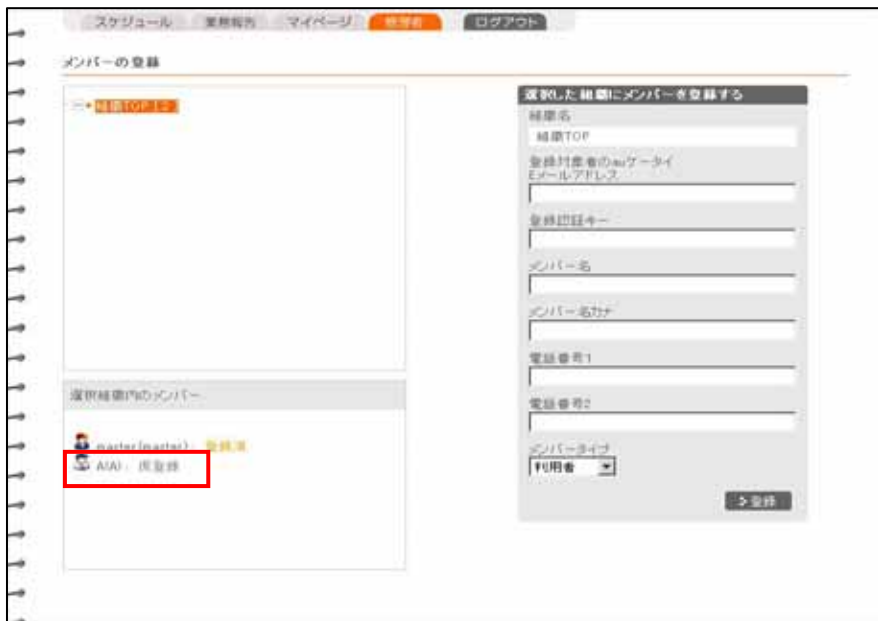 スケジュール 業務報告 マイページ 管理者 ログアウト
メンバーの登録
組織TOP [2]
選択した組織にメンバーを登録する
組織名
組織TOP
登録対象者のauケータイ
Eメールアドレス
登録認証キー
メンバー名
メンバー名カナ
電話番号1
電話番号2
メンバータイプ
利用者
>登録
選択組織内のメンバー
master(master) : 登録済
A(A) : 仮登録